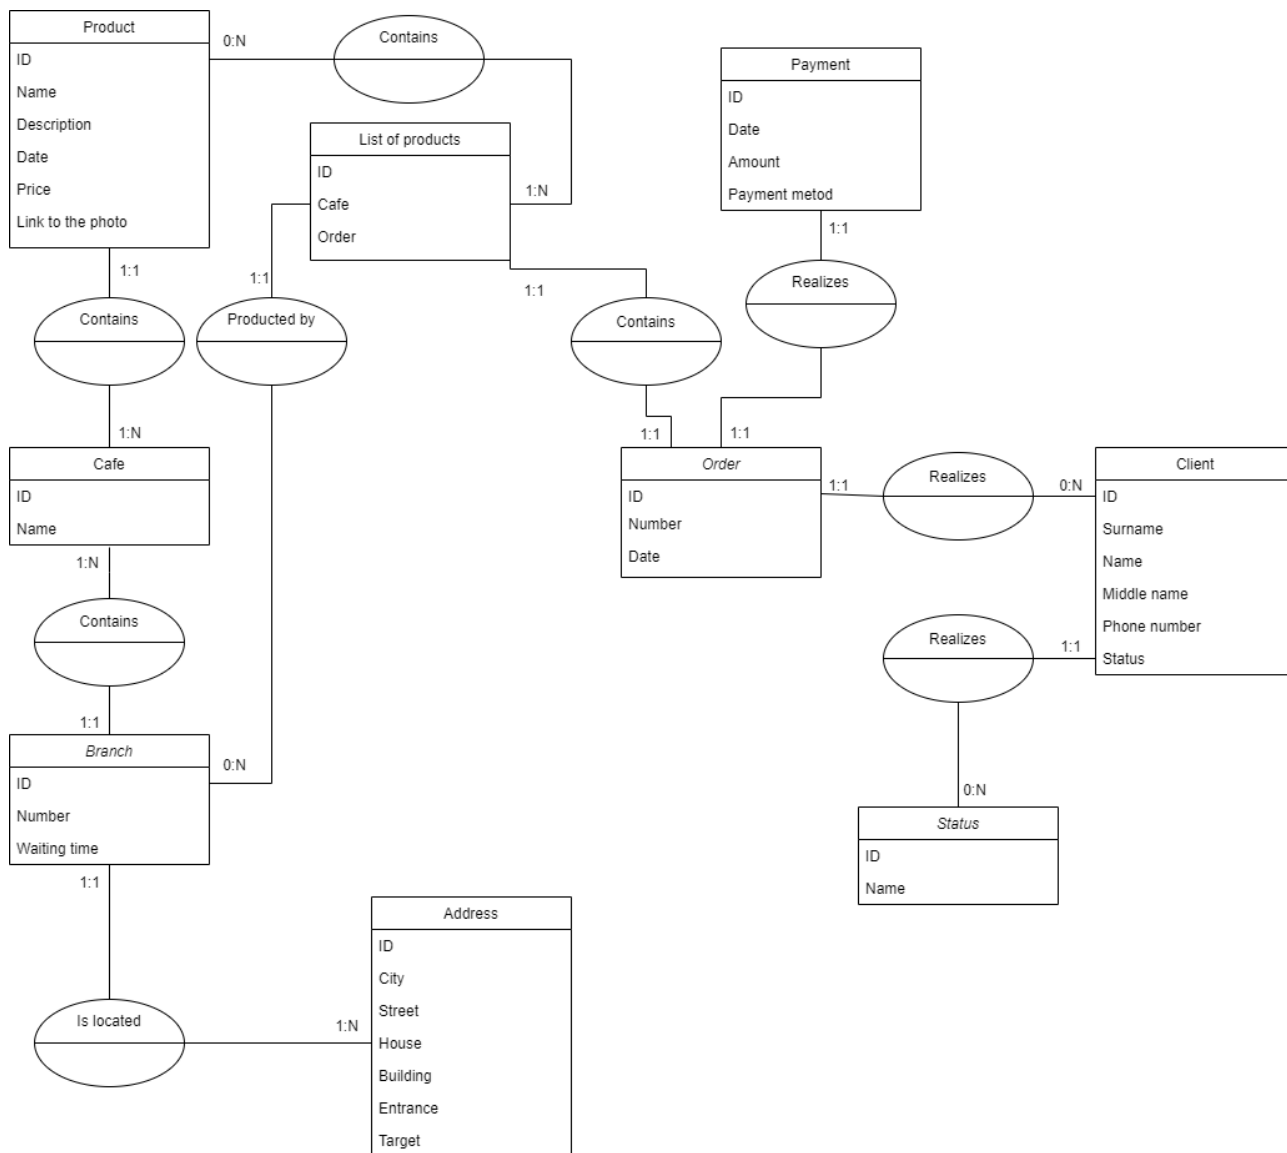 Product
ID
Name
Description
Date
Price
Link to the photo
0:N
Contains
1:N
List of products
ID
Cafe
Order
Payment
ID
Date
Amount
Payment metod
1:1
Contains
1:N
1:1
Producted by
1:1
Contains
1:1
1:1
Realizes
1:1
Cafe
ID
Name
Order
ID
Number
Date
1:1
Realizes
0:N
Client
ID
Surname
Name
Middle name
Phone number
Status
1:N
Contains
1:1
Realizes
1:1
0:N
Branch
ID
Number
Waiting time
0:N
Status
ID
Name
1:1
Is located
1:N
Address
ID
City
Street
House
Building
Entrance
Target